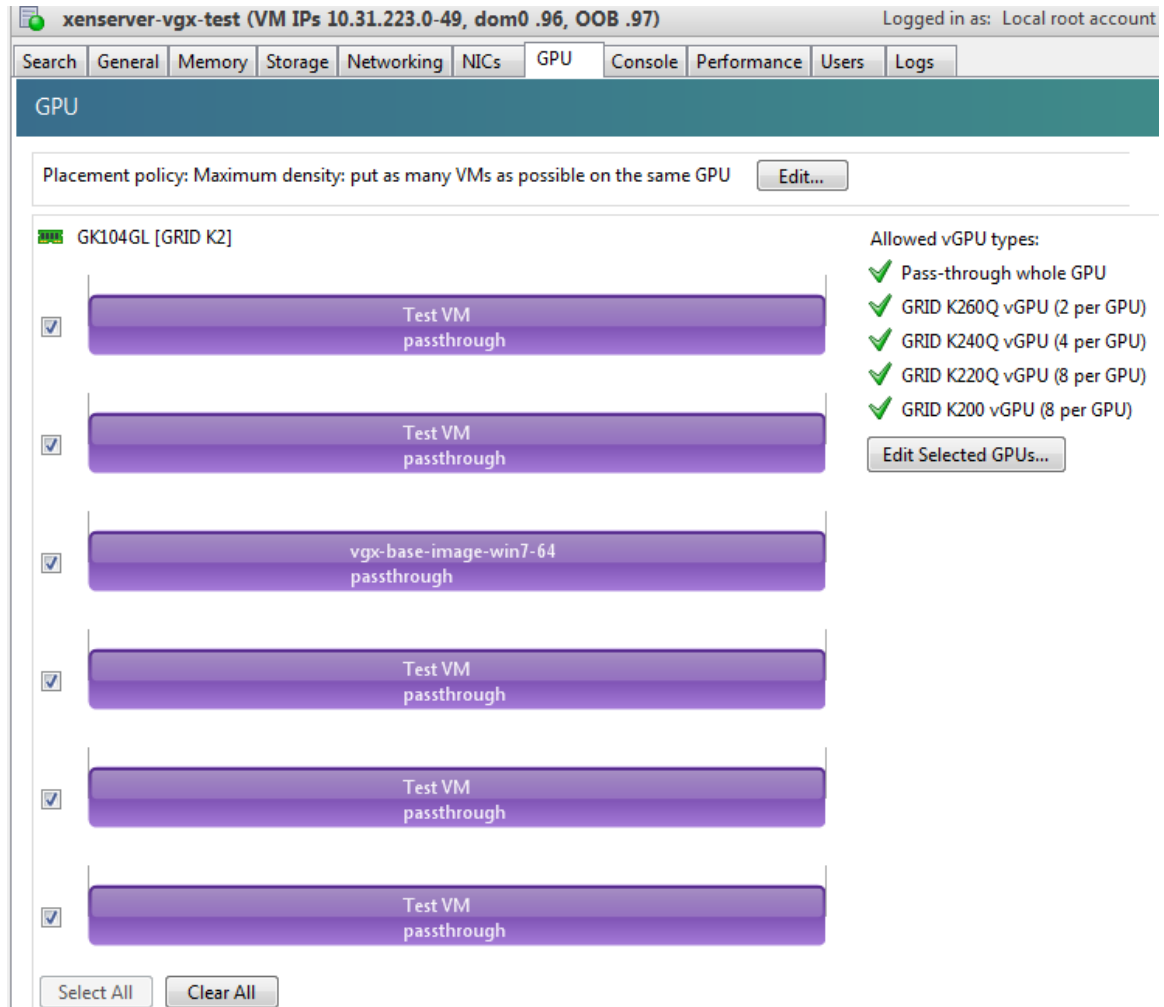 xenserver-vgx-test (VM IPs 10.31.223.0-49, dom0 .96, OOB .97) Logged in as: Local root account
Search General Memory Storage Networking NICs GPU Console Performance Users Logs
GPU
Placement policy: Maximum density: put as many VMs as possible on the same GPU Edit...
GK104GL [GRID K2]
Allowed vGPU types:
Pass-through whole GPU
GRID K260Q vGPU (2 per GPU)
GRID K240Q vGPU (4 per GPU)
GRID K220Q vGPU (8 per GPU)
GRID K200 vGPU (8 per GPU)
Edit Selected GPUs...
Test VM
passthrough
Test VM
passthrough
vgx-base-image-win7-64
passthrough
Test VM
passthrough
Test VM
passthrough
Test VM
passthrough
Select All Clear All